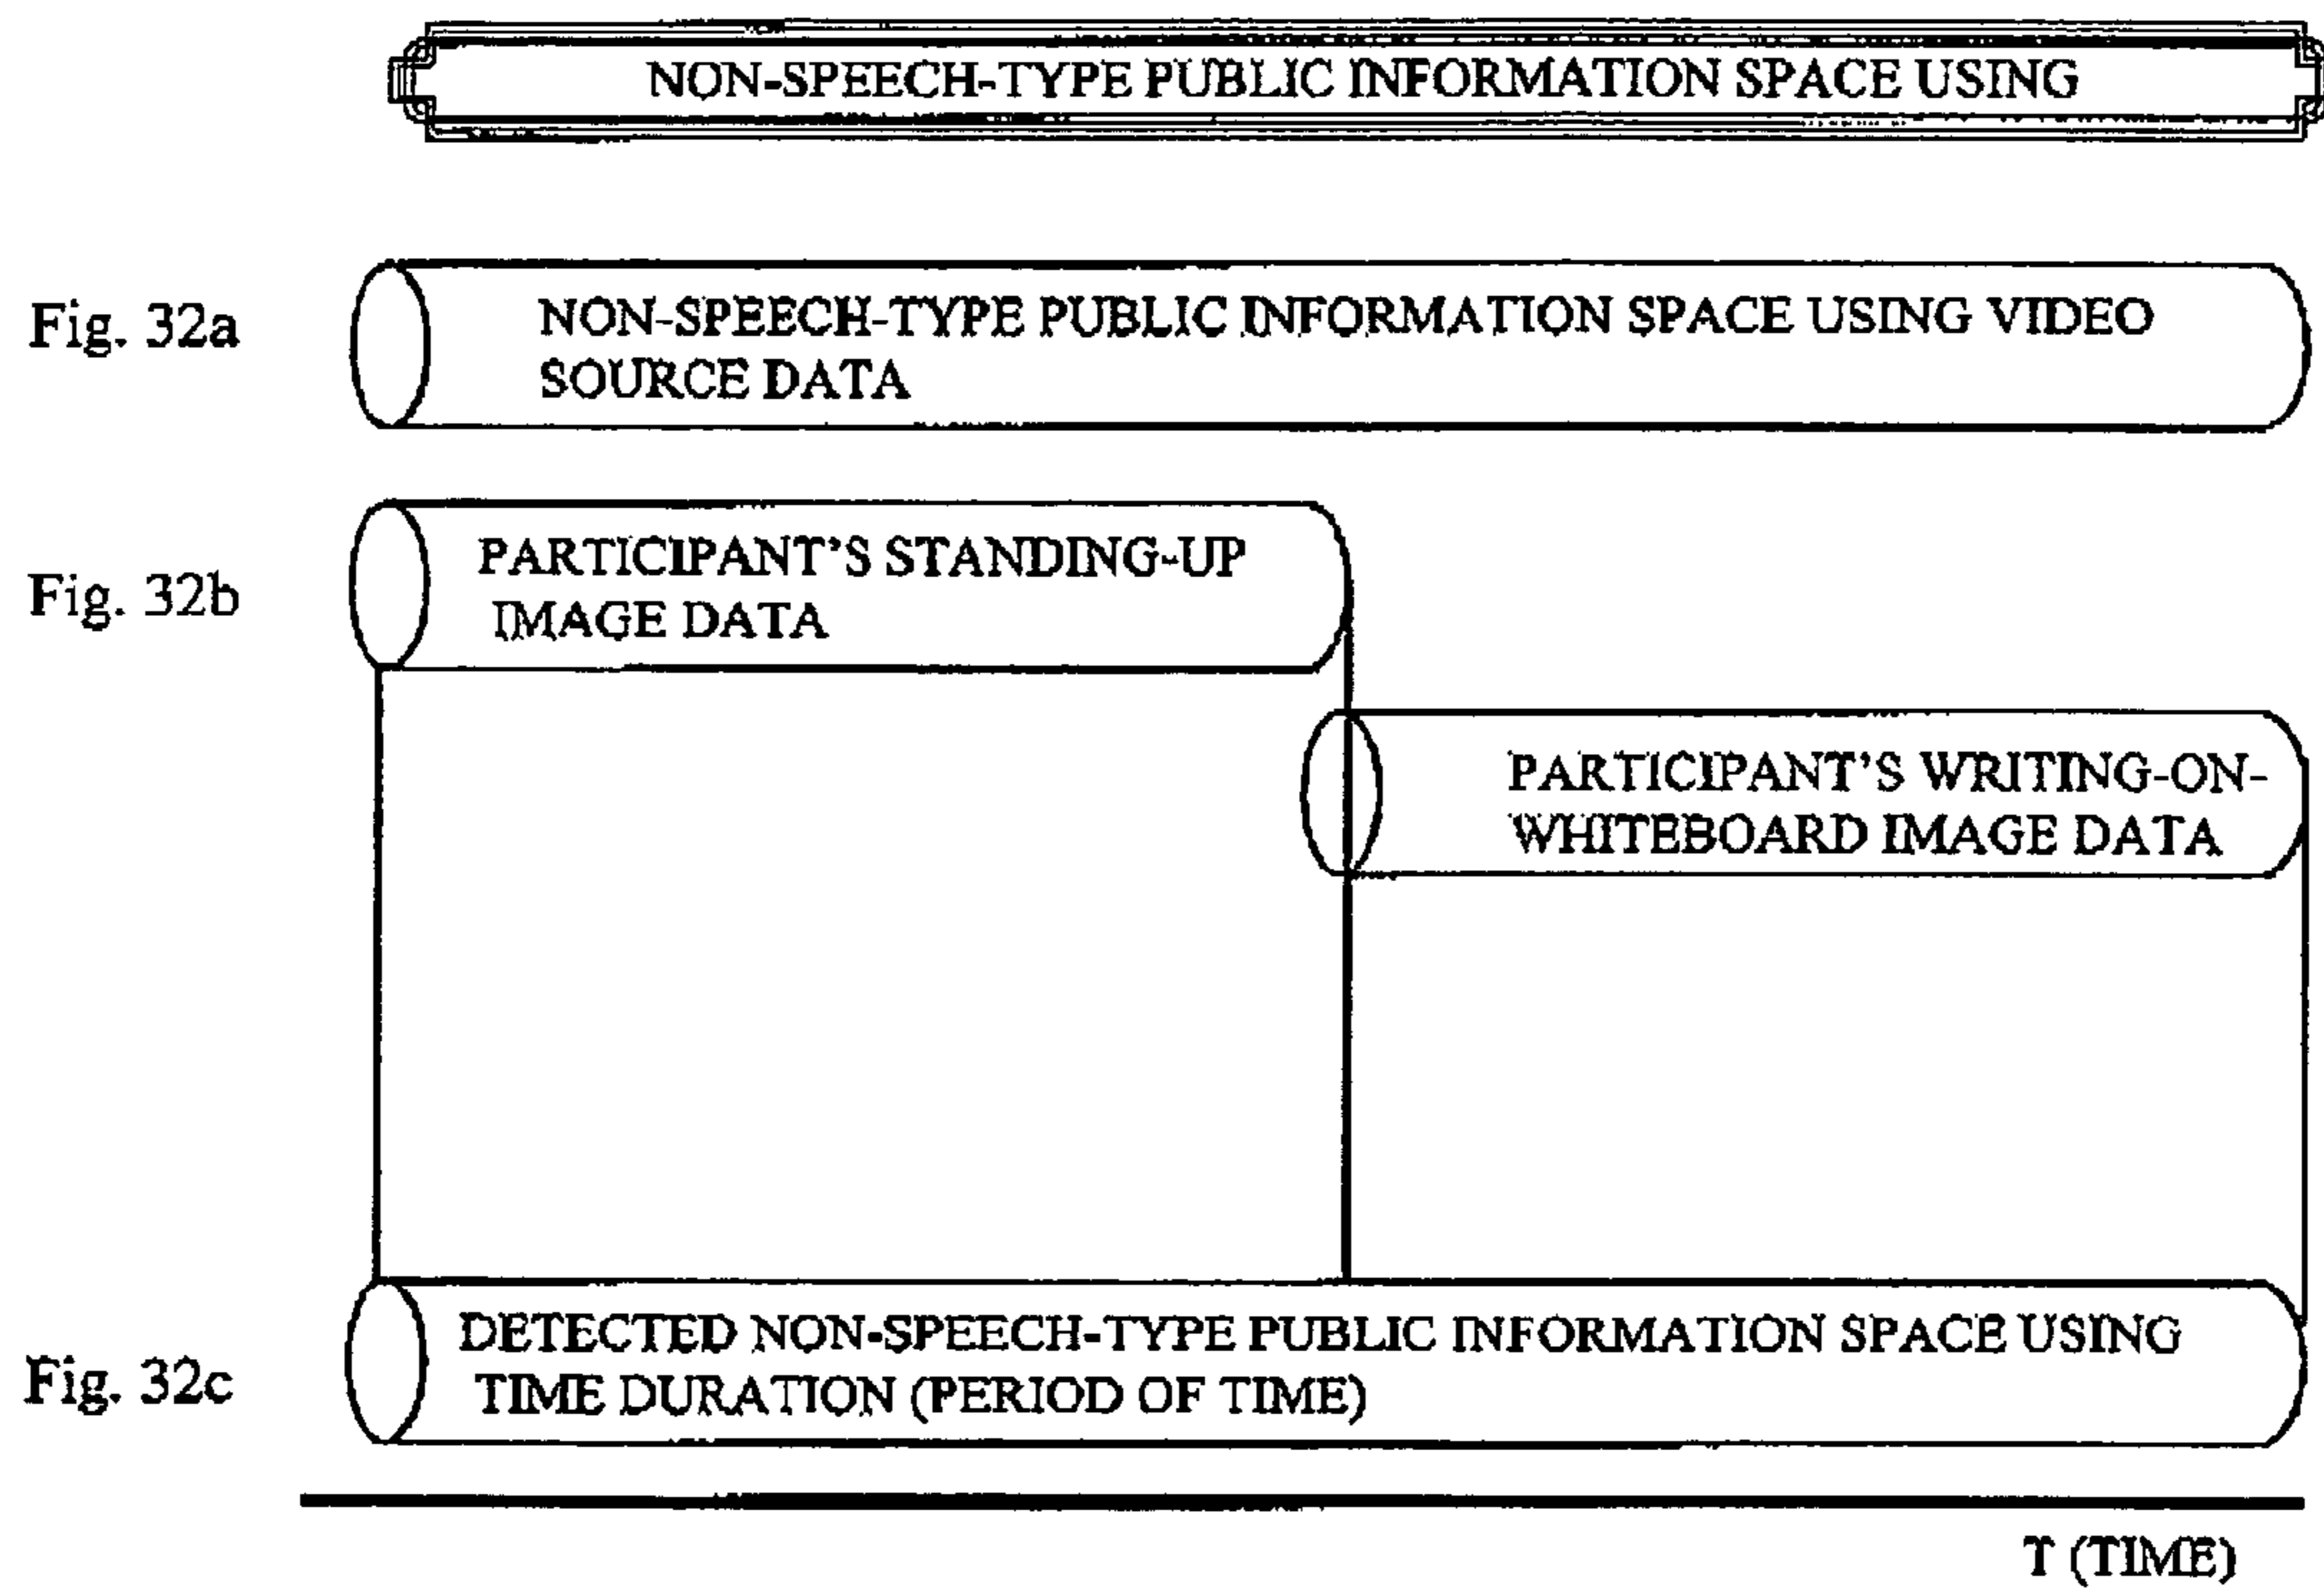 NON-SPEECH-TYPE PUBLIC INFORMATION SPACE USING
Fig. 32a
NON-SPEECH-TYPE PUBLIC INFORMATION SPACE USING VIDEO
SOURCE DATA
Fig. 32b
PARTICIPANT'S STANDING-UP
IMAGE DATA
PARTICIPANT'S WRITING-ON-
WHITEBOARD IMAGE DATA
Fig. 32c
DETECTED NON-SPEECH-TYPE PUBLIC INFORMATION SPACE USING
TIME DURATION (PERIOD OF TIME)
T (TIME)